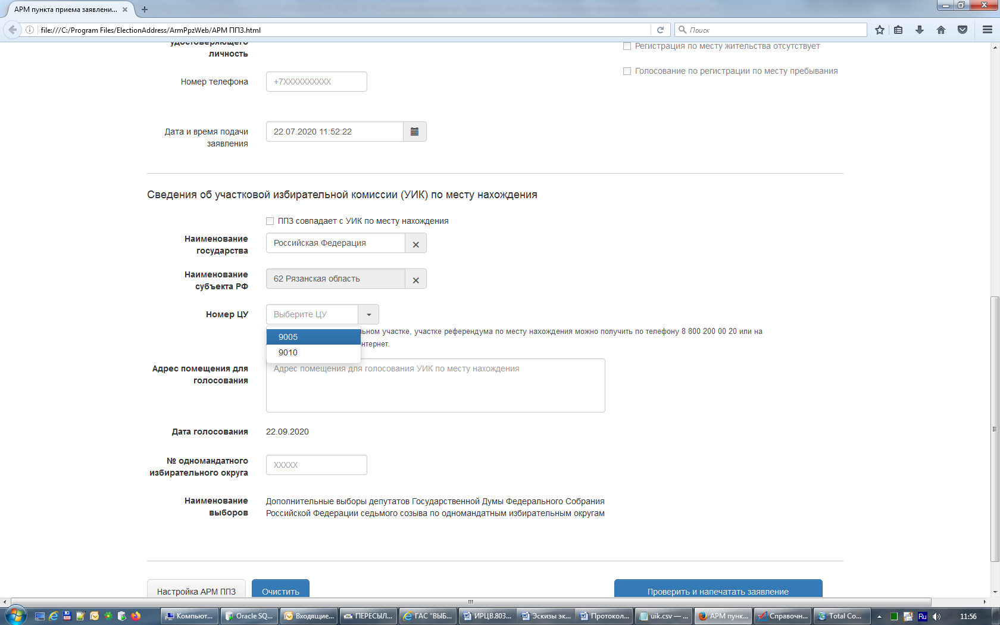 АРМ пункта приема заявлени...
file:///C:/Program Files/ElectionAddress/ArmPpzWeb/АРМ ППЗ.html
Поиск
удостоверяющего
личность
Регистрация по месту жительства отсутствует
Голосование по регистрации по месту пребывания
Номер телефона
+7XXXXXXXXXX
Дата и время подачи
заявления
22.07.2020 11:52:22
Сведения об участковой избирательной комиссии (УИК) по месту нахождения
ППЗ совпадает с УИК по месту нахождения
Наименование
государства
Российская Федерация
Наименование
субъекта РФ
62 Рязанская область
Номер ЦУ
Выберите ЦУ
льном участке, участке референдума по месту нахождения можно получить по телефону 8 800 200 00 20 или на
9005
нтернет.
9010
Адрес помещения для
голосования
Адрес помещения для голосования УИК по месту нахождения
Дата голосования
22.09.2020
№ одномандатного
избирательного округа
XXXXX
Наименование
выборов
Дополнительные выборы депутатов Государственной Думы Федерального Собрания
Российской Федерации седьмого созыва по одномандатным избирательным округам
Настройка АРМ ППЗ
Очистить
Проверить и напечатать заявление
Компьют...
Oracle SQ...
Входящие...
ПЕРЕСЫЛ...
ГАС "ВЫБ...
ИРЦВ.803...
Эскизы эк...
Протокол...
uik.csv — ...
АРМ пунк...
Справочн...
Total Co...
Ru
11:56